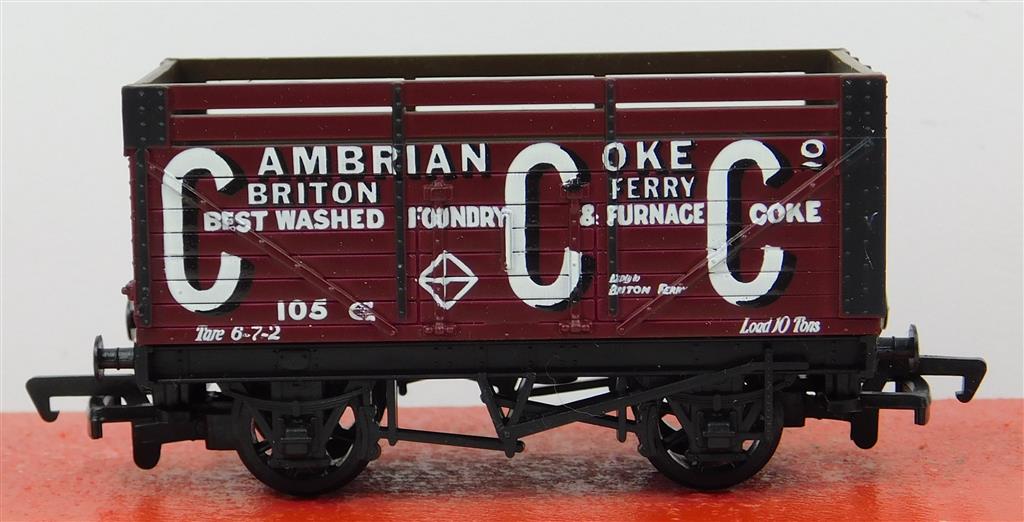 CAMBRIAN COKE Cº
BRITON FERRY
BEST WASHED FOUNDRY & FURNACE COKE
BRITON FERRY
105 C
Tare 6-7-2
Load 10 Tons